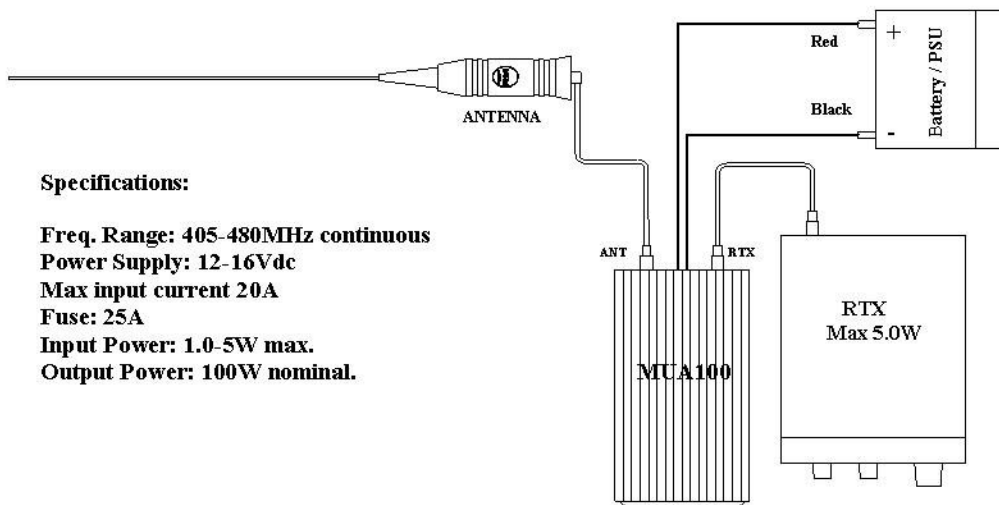 Red
+
Black
-
Battery / PSU
ANTENNA
Specifications:
Freq. Range: 405-480MHz continuous
Power Supply: 12-16Vdc
Max input current 20A
Fuse: 25A
Input Power: 1.0-5W max.
Output Power: 100W nominal.
ANT
RTX
MUA100
RTX
Max 5.0W